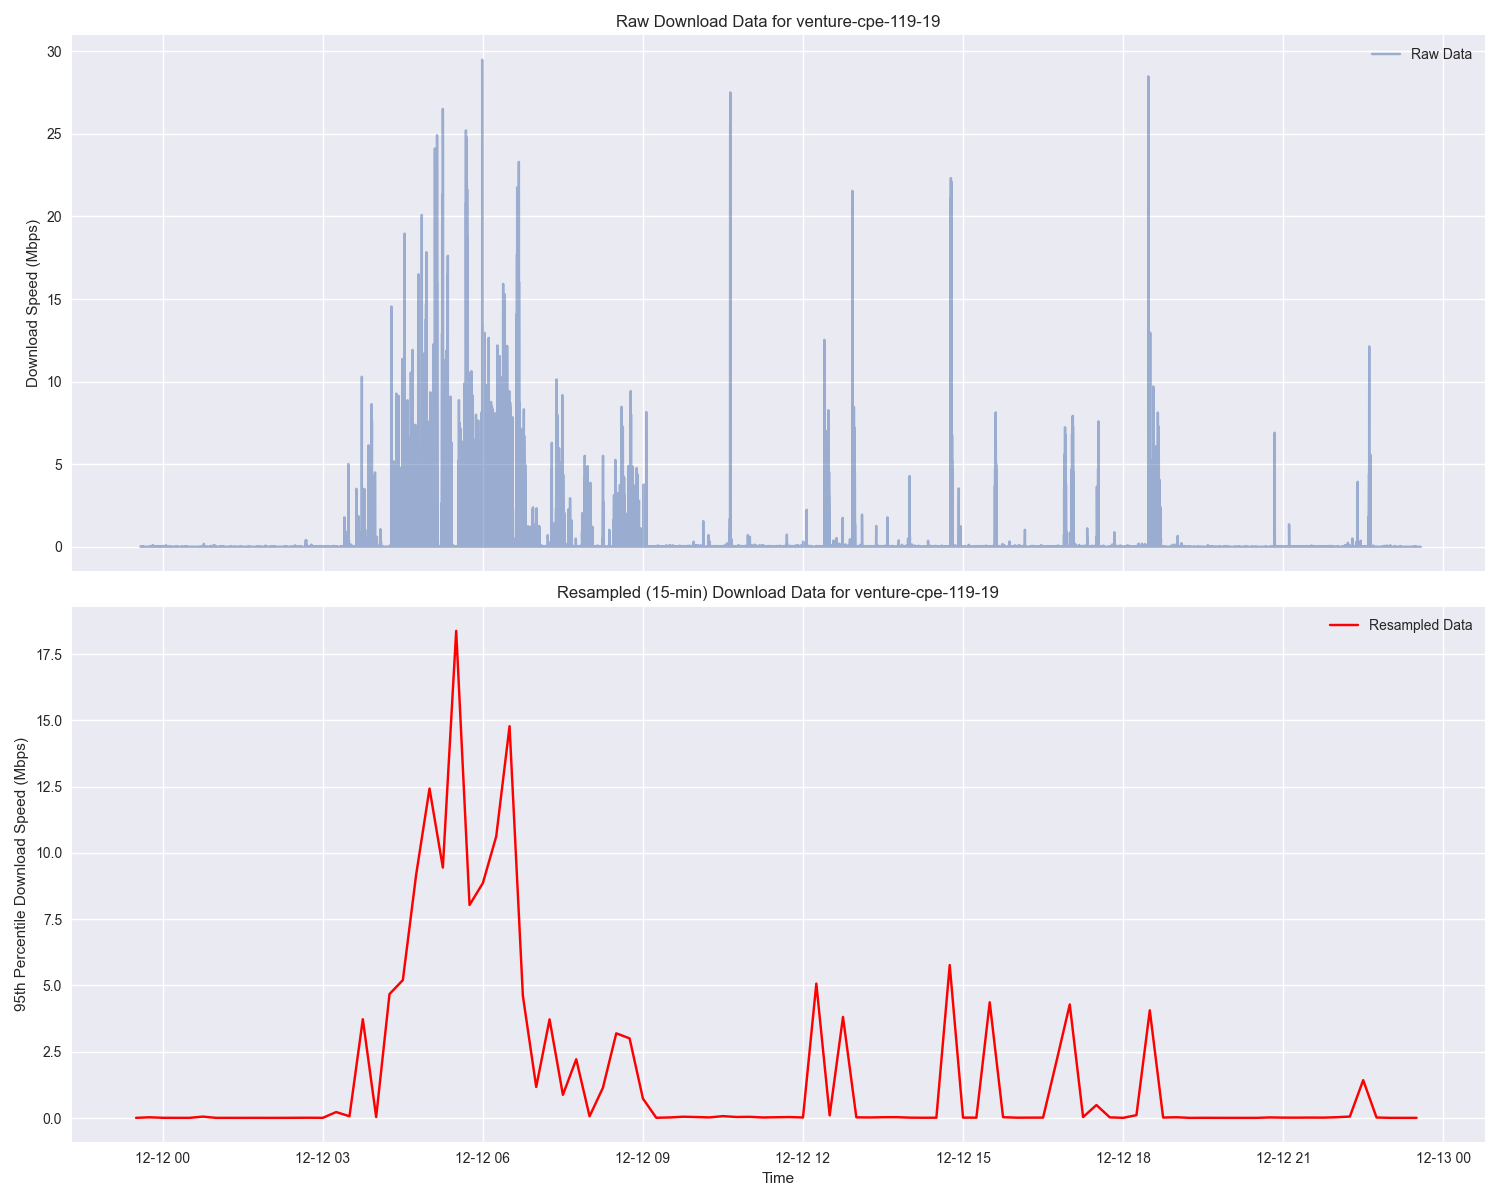 Raw Download Data for venture-cpe-119-19
Raw Data
Download Speed (Mbps)
30
25
20
15
10
5
0
Resampled (15-min) Download Data for venture-cpe-119-19
Resampled Data
95th Percentile Download Speed (Mbps)
17.5
15.0
12.5
10.0
7.5
5.0
2.5
0.0
12-12 00 12-12 03 12-12 06 12-12 09 12-12 12 12-12 15 12-12 18 12-12 21 12-13 00
Time